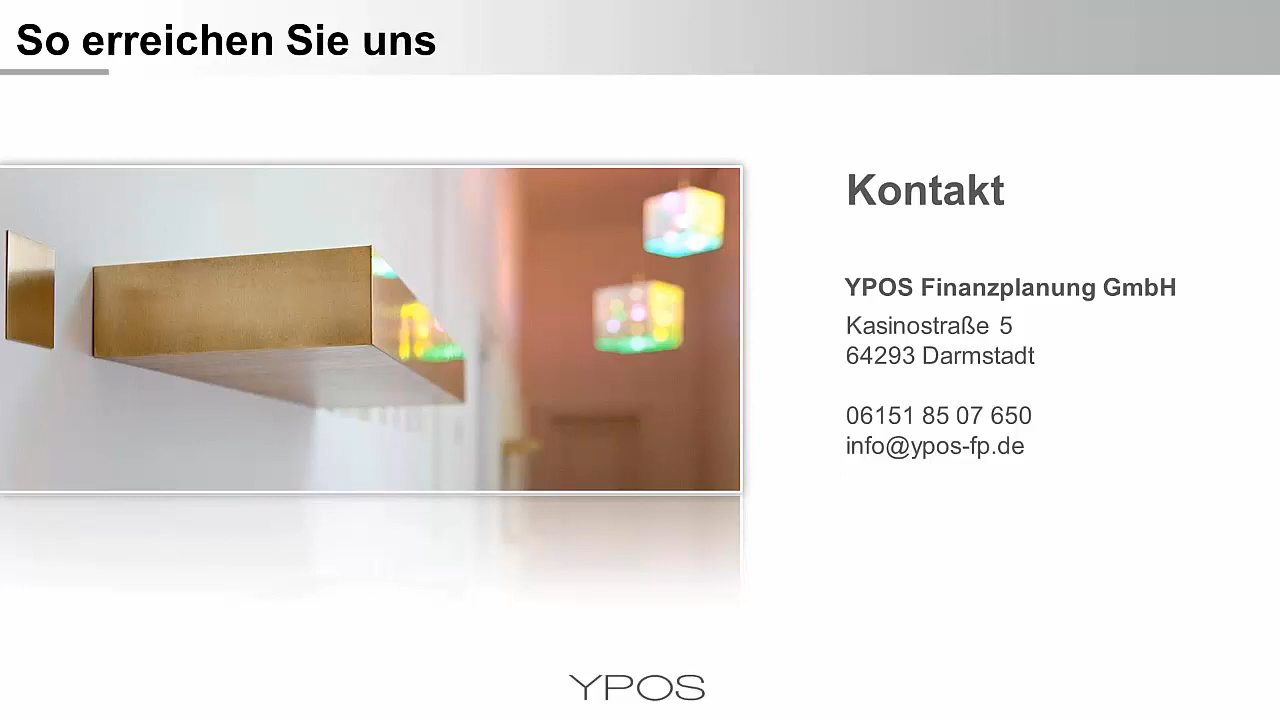 So erreichen Sie uns
Kontakt
YPOS Finanzplanung GmbH
Kasinostraße 5
64293 Darmstadt
06151 85 07 650
info@ypos-fp.de
YPOS